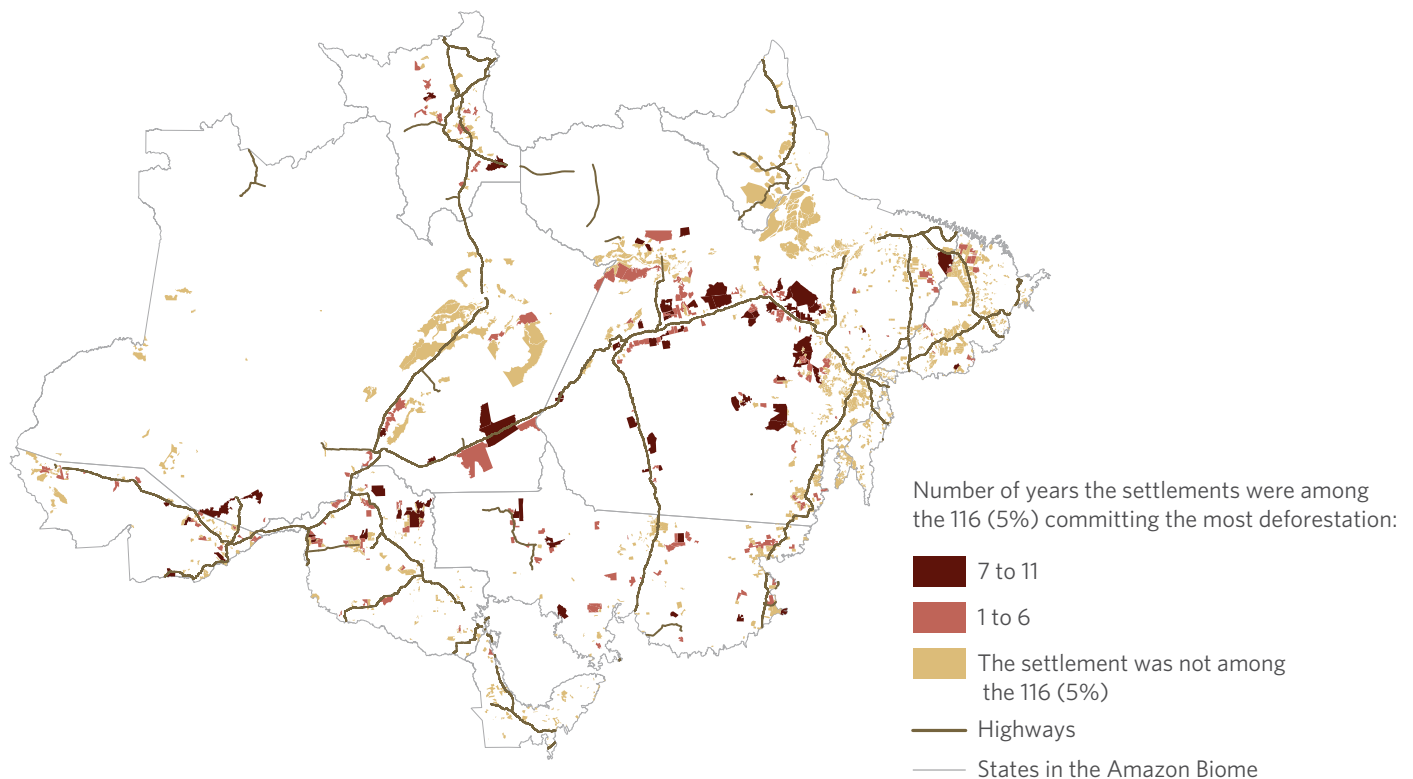 Number of years the settlements were among
the 116 (5%) committing the most deforestation:
7 to 11
1 to 6
The settlement was not among
the 116 (5%)
Highways
States in the Amazon Biome